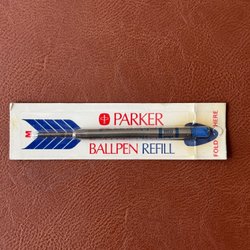 PARKER
BALLPEN REFILL
M
FOLD HERE